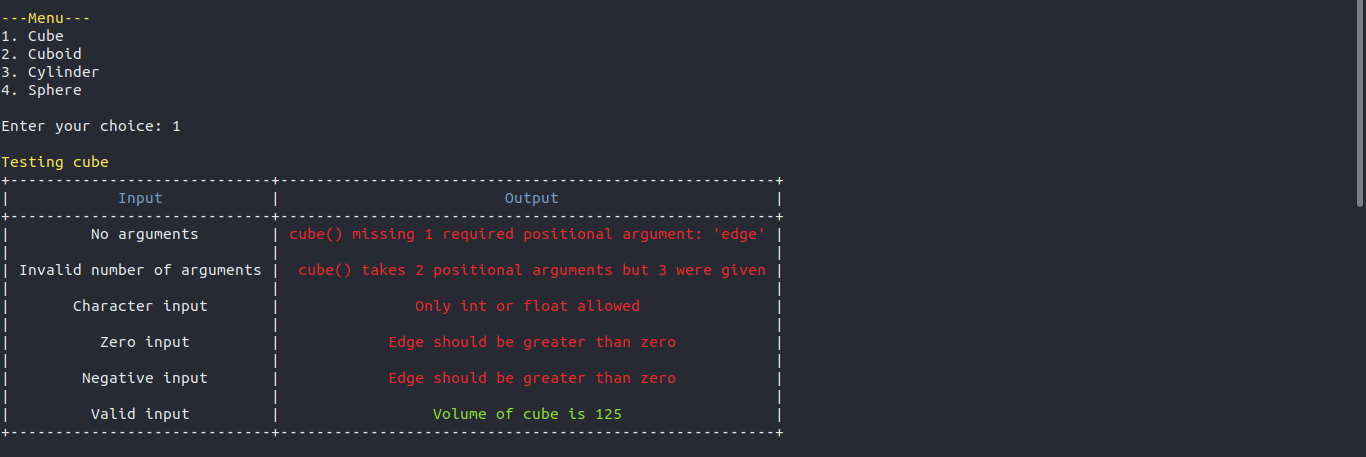 ---Menu---
1. Cube
2. Cuboid
3. Cylinder
4. Sphere
Enter your choice: 1
Testing cube
+-----------------------------+-------------------------------------------------------+
|            Input            |                         Output                        |
+-----------------------------+-------------------------------------------------------+
|         No arguments        | cube() missing 1 required positional argument: 'edge' |
|                             |                                                       |
| Invalid number of arguments |  cube() takes 2 positional arguments but 3 were given |
|                             |                                                       |
|       Character input       |               Only int or float allowed               |
|                             |                                                       |
|          Zero input         |            Edge should be greater than zero           |
|                             |                                                       |
|        Negative input       |            Edge should be greater than zero           |
|                             |                                                       |
|         Valid input         |                 Volume of cube is 125                 |
+-----------------------------+-------------------------------------------------------+